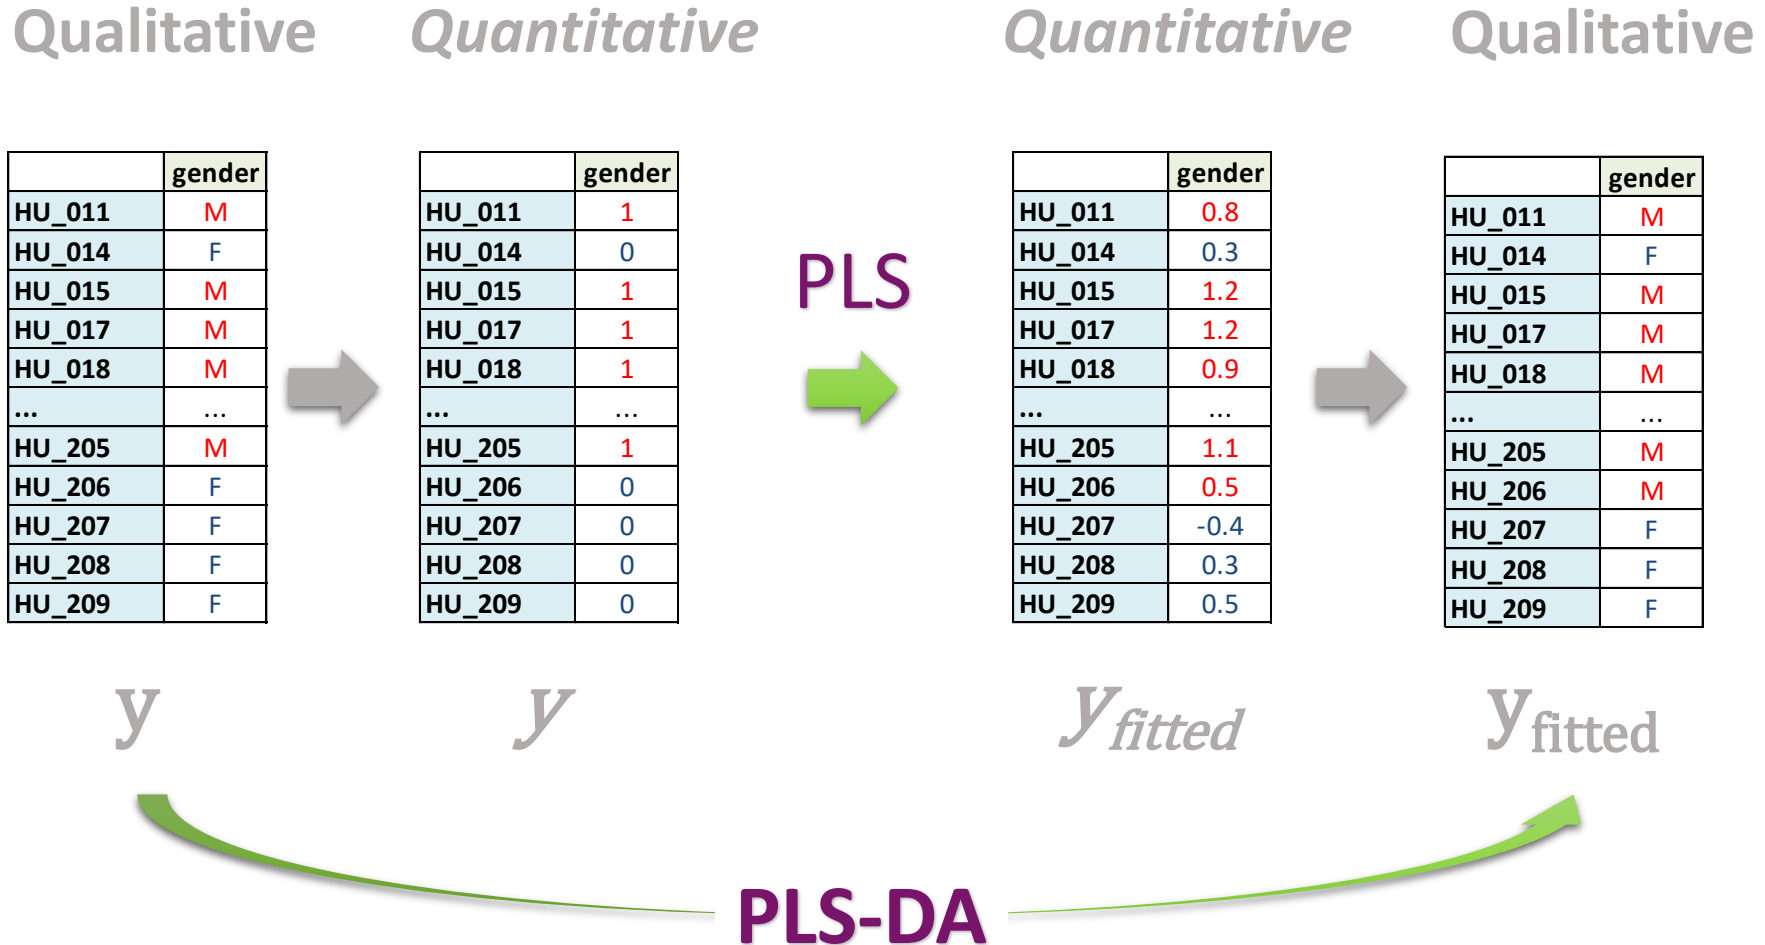 Qualitative Quantitative Quantitative Qualitative
gender
HU_011 M
HU_014 F
HU_015 M
HU_017 M
HU_018 M
... ...
HU_205 M
HU_206 F
HU_207 F
HU_208 F
HU_209 F
y
gender
HU_011 1
HU_014 0
HU_015 1
HU_017 1
HU_018 1
... ...
HU_205 1
HU_206 0
HU_207 0
HU_208 0
HU_209 0
y
PLS
gender
HU_011 0.8
HU_014 0.3
HU_015 1.2
HU_017 1.2
HU_018 0.9
... ...
HU_205 1.1
HU_206 0.5
HU_207 -0.4
HU_208 0.3
HU_209 0.5
y fitted
gender
HU_011 M
HU_014 F
HU_015 M
HU_017 M
HU_018 M
... ...
HU_205 M
HU_206 M
HU_207 F
HU_208 F
HU_209 F
y fitted
PLS-DA